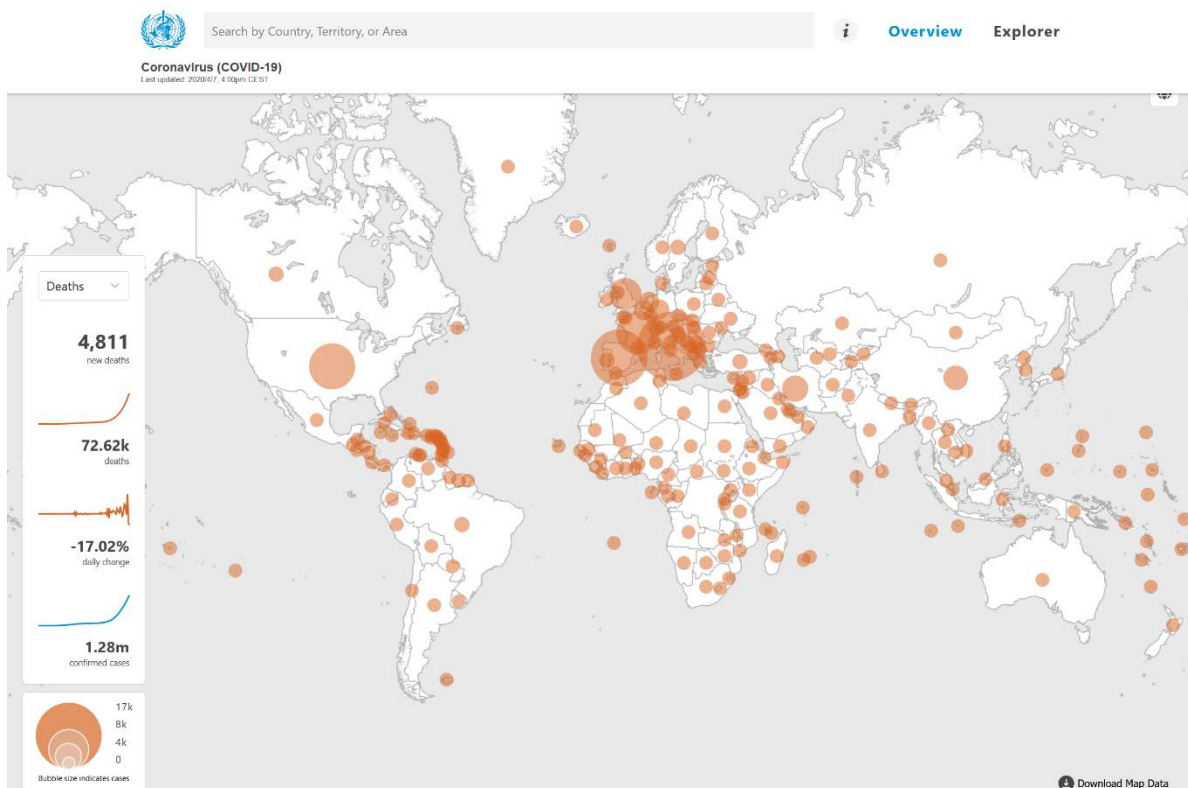 Search by Country, Territory, or Area
i
Overview
Explorer
Coronavirus (COVID-19)
Last updated: 2020/4/7, 4:00pm CEST
Deaths
4,811
new deaths
72.62k
deaths
-17.02%
daily change
1.28m
confirmed cases
17k
8k
4k
0
Bubble size indicates cases
Download Map Data